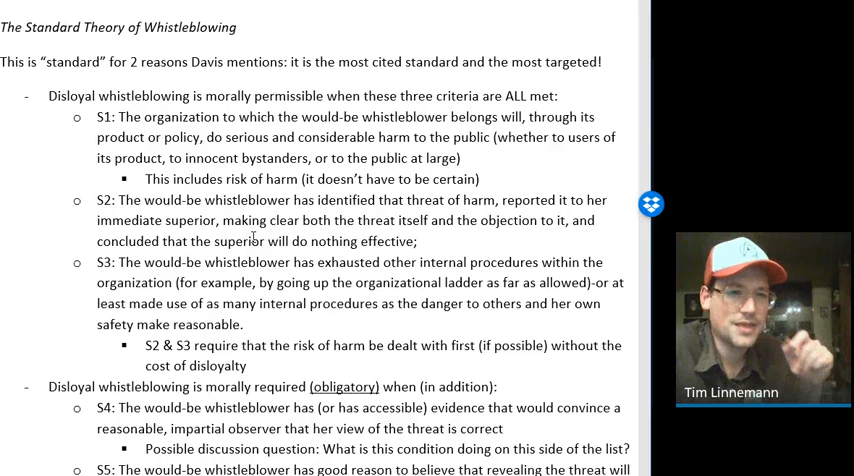 The Standard Theory of Whistleblowing
This is “standard” for 2 reasons Davis mentions: it is the most cited standard and the most targeted!
- Disloyal whistleblowing is morally permissible when these three criteria are ALL met:
o S1: The organization to which the would-be whistleblower belongs will, through its
product or policy, do serious and considerable harm to the public (whether to users of
its product, to innocent bystanders, or to the public at large)
▪ This includes risk of harm (it doesn’t have to be certain)
o S2: The would-be whistleblower has identified that threat of harm, reported it to her
immediate superior, making clear both the threat itself and the objection to it, and
concluded that the superior will do nothing effective;
o S3: The would-be whistleblower has exhausted other internal procedures within the
organization (for example, by going up the organizational ladder as far as allowed)-or at
least made use of as many internal procedures as the danger to others and her own
safety make reasonable.
▪ S2 & S3 require that the risk of harm be dealt with first (if possible) without the
cost of disloyalty
- Disloyal whistleblowing is morally required (obligatory) when (in addition):
o S4: The would-be whistleblower has (or has accessible) evidence that would convince a
reasonable, impartial observer that her view of the threat is correct
▪ Possible discussion question: What is this condition doing on this side of the list?
o S5: The would-be whistleblower has good reason to believe that revealing the threat will
Tim Linnemann